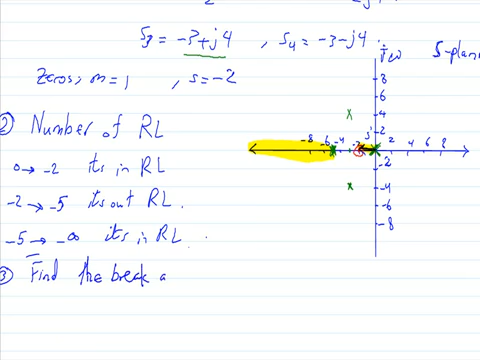 S3 = -3+j4 , S4 = -3-j4.
Zeros, m=1 , s=-2
② Number of RL
0→-2 its in RL
-2→-5 its out RL.
-5→-∞ its in RL.
③ Find the break a
jω
S-plane
8
6
4
2
-8 -6 -4 -2 2 4 6 8
-2
-4
-6
-8